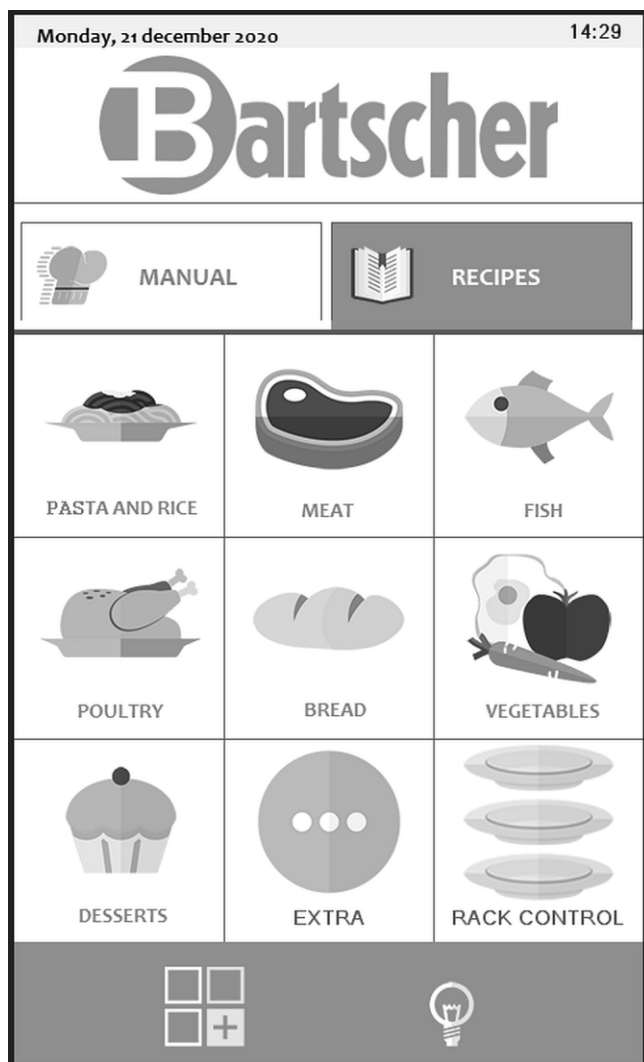 Monday, 21 december 2020 14:29
Bartscher
MANUAL RECIPES
PASTA AND RICE MEAT FISH
POULTRY BREAD VEGETABLES
DESSERTS EXTRA RACK CONTROL